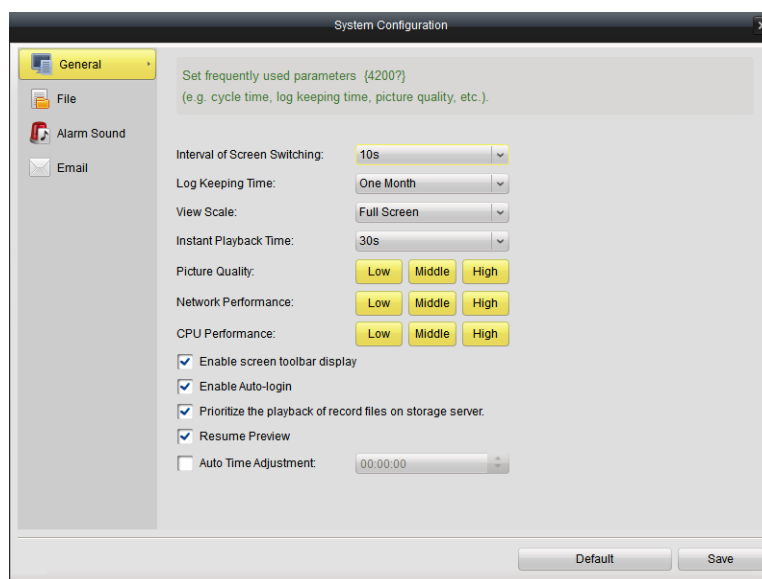 System Configuration
General
File
Alarm Sound
Email
Set frequently used parameters {4200?}
(e.g. cycle time, log keeping time, picture quality, etc.).
Interval of Screen Switching: 10s
Log Keeping Time: One Month
View Scale: Full Screen
Instant Playback Time: 30s
Picture Quality: Low Middle High
Network Performance: Low Middle High
CPU Performance: Low Middle High
Enable screen toolbar display
Enable Auto-login
Prioritize the playback of record files on storage server.
Resume Preview
Auto Time Adjustment: 00:00:00
Default Save